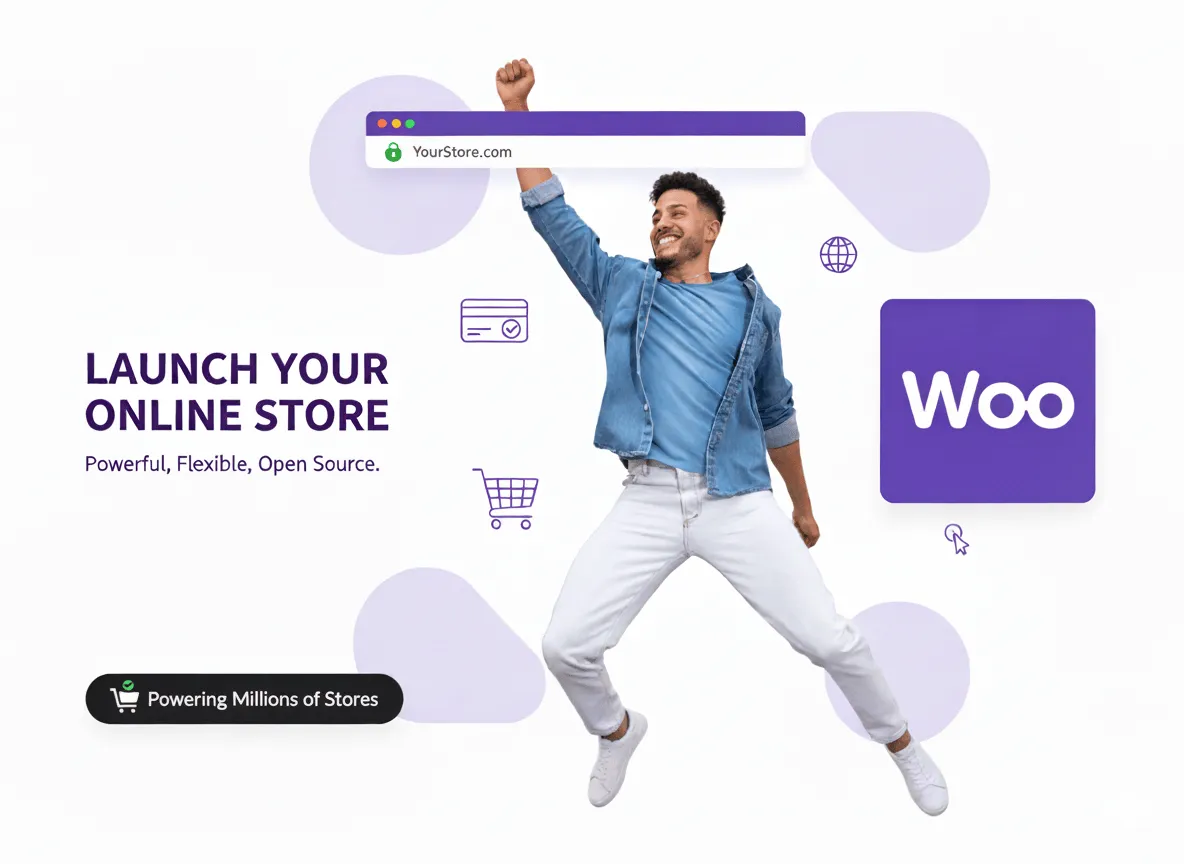 YourStore.com
LAUNCH YOUR
ONLINE STORE
Powerful, Flexible, Open Source.
Woo
Powering Millions of Stores